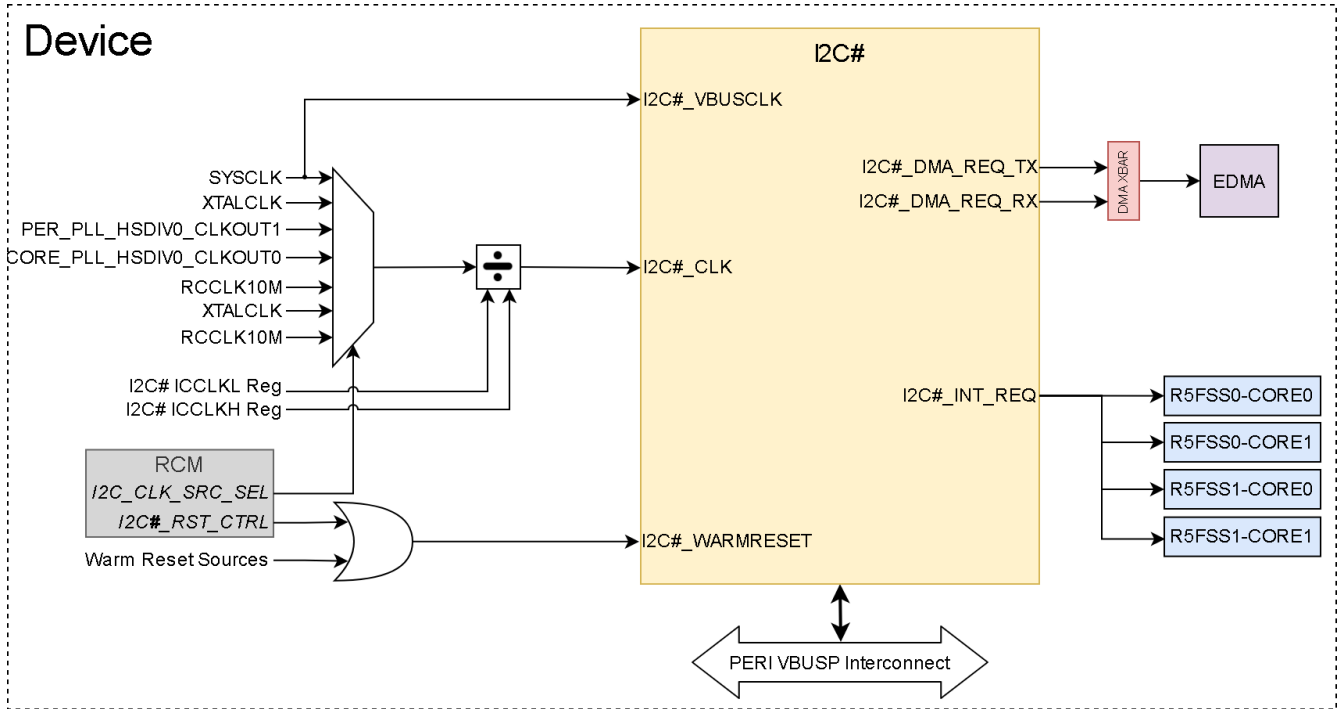 Device
I2C#
I2C#_VBUSCLK
SYSCLK
XTALCLK
PER_PLL_HSDIV0_CLKOUT1
CORE_PLL_HSDIV0_CLKOUT0
RCCLK10M
XTALCLK
RCCLK10M
I2C#_CLK
I2C# ICCLKL Reg
I2C# ICCLKH Reg
RCM
I2C_CLK_SRC_SEL
I2C#_RST_CTRL
Warm Reset Sources
I2C#_WARMRESET
I2C#_DMA_REQ_TX
I2C#_DMA_REQ_RX
DMA XBAR
EDMA
I2C#_INT_REQ
R5FSS0-CORE0
R5FSS0-CORE1
R5FSS1-CORE0
R5FSS1-CORE1
PERI VBUSP Interconnect